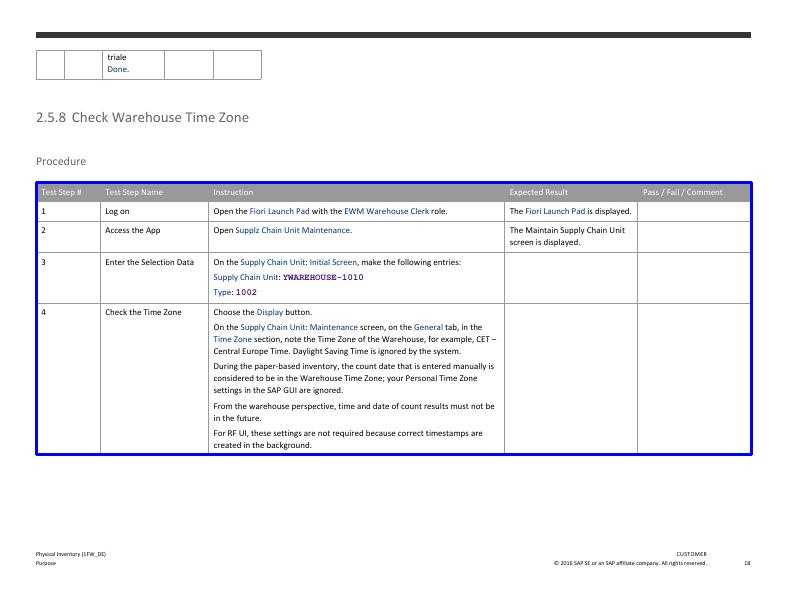 triale
Done.
2.5.8 Check Warehouse Time Zone
Procedure
Test Step # Test Step Name Instruction Expected Result Pass / Fail / Comment
1 Log on Open the Fiori Launch Pad with the EWM Warehouse Clerk role. The Fiori Launch Pad is displayed.
2 Access the App Open Supplz Chain Unit Maintenance. The Maintain Supply Chain Unit
screen is displayed.
3 Enter the Selection Data On the Supply Chain Unit: Initial Screen, make the following entries:
Supply Chain Unit: YWAREHOUSE-1010
Type: 1002
4 Check the Time Zone Choose the Display button.
On the Supply Chain Unit: Maintenance screen, on the General tab, in the
Time Zone section, note the Time Zone of the Warehouse, for example, CET –
Central Europe Time. Daylight Saving Time is ignored by the system.
During the paper-based inventory, the count date that is entered manually is
considered to be in the Warehouse Time Zone; your Personal Time Zone
settings in the SAP GUI are ignored.
From the warehouse perspective, time and date of count results must not be
in the future.
For RF UI, these settings are not required because correct timestamps are
created in the background.
Physical Inventory (1FW_DE) CUSTOMER
Purpose © 2016 SAP SE or an SAP affiliate company. All rights reserved. 18